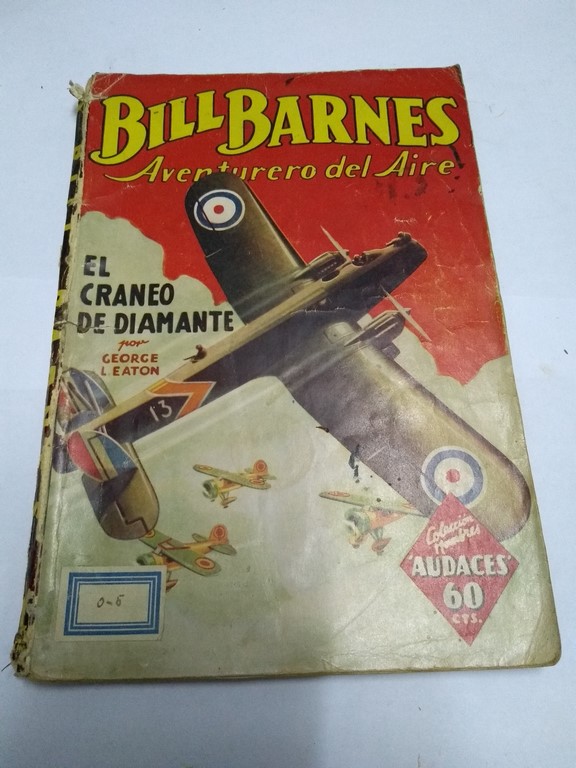 BILL BARNES
Aventurero del Aire
EL
CRANEO
DE DIAMANTE
por
GEORGE
L. EATON
13
Colección
Hombres
"AUDACES"
60
CTS.
0-5